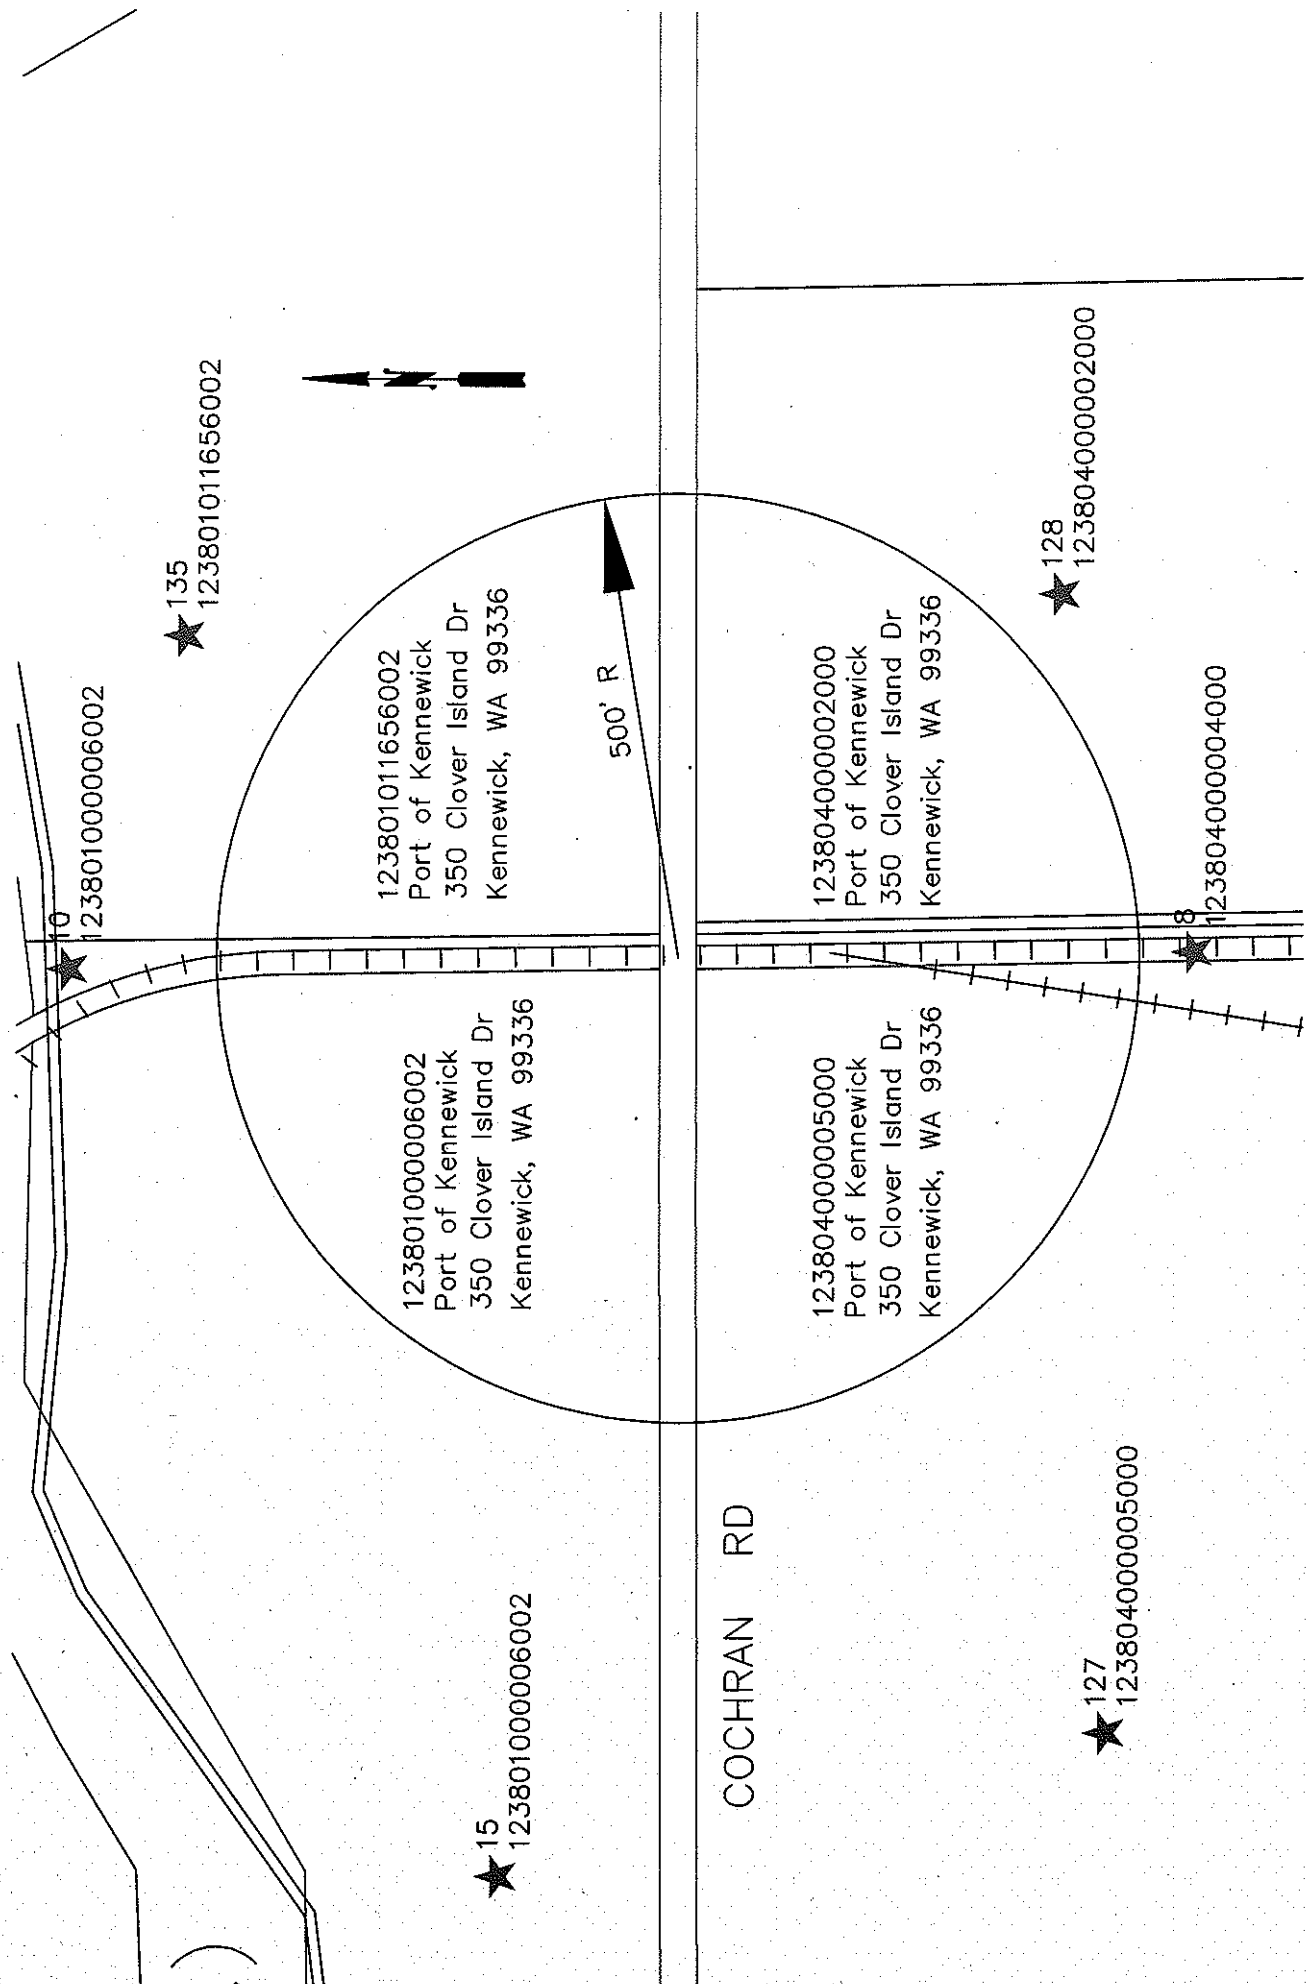 10
123801000006002
135
123801011656002
N
123801011656002
Port of Kennewick
350 Clover Island Dr
Kennewick, WA 99336
123801000006002
Port of Kennewick
350 Clover Island Dr
Kennewick, WA 99336
15
123801000006002
500' R
COCHRAN RD
123804000005000
Port of Kennewick
350 Clover Island Dr
Kennewick, WA 99336
123804000002000
Port of Kennewick
350 Clover Island Dr
Kennewick, WA 99336
127
123804000005000
128
123804000002000
8
123804000004000